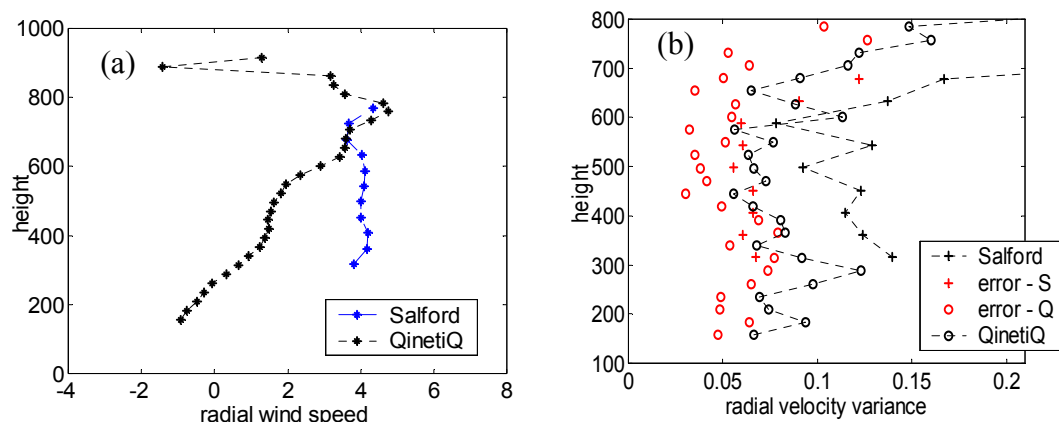 (a)
1000
800
600
400
200
0
height
-4 -2 0 2 4 6 8
radial wind speed
Salford
QinetiQ
(b)
800
700
600
500
400
300
200
100
height
0 0.05 0.1 0.15 0.2
radial velocity variance
Salford
error - S
error - Q
QinetiQ